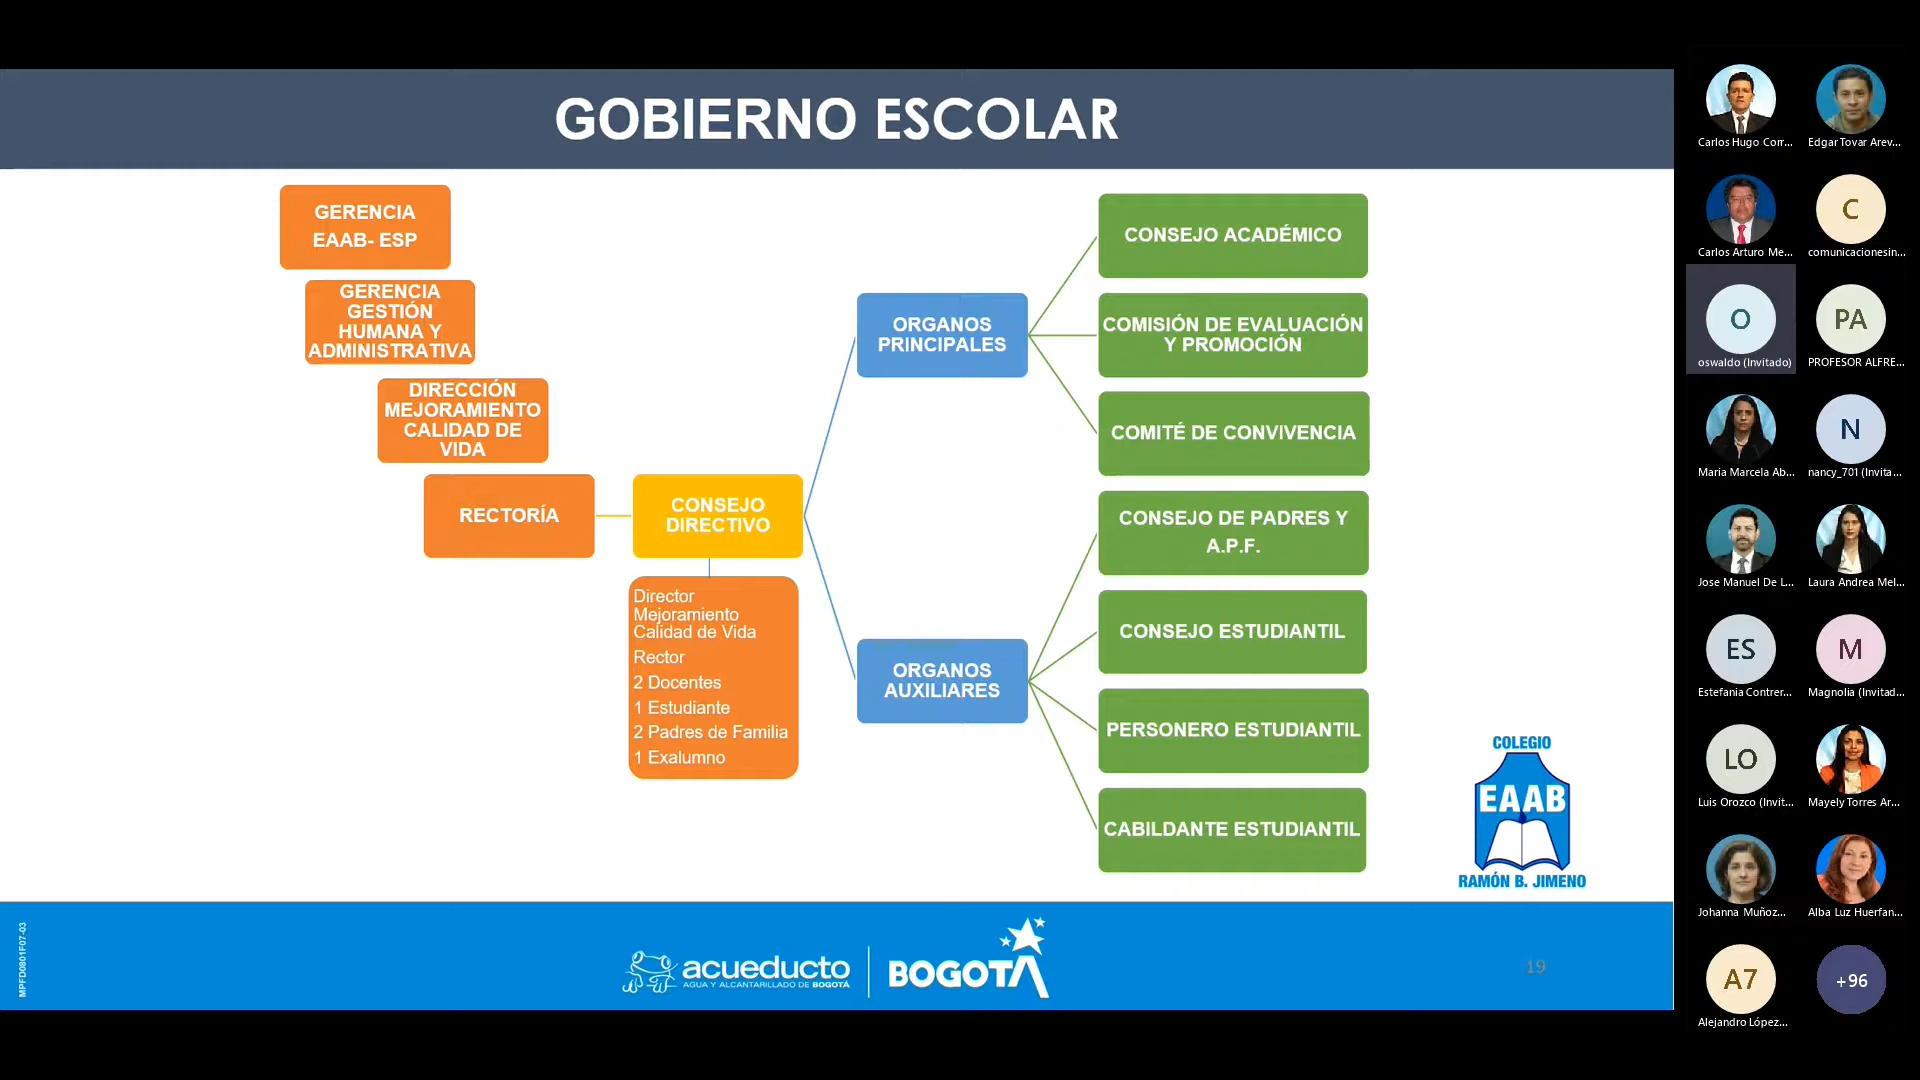 GOBIERNO ESCOLAR
GERENCIA
EAAB- ESP
GERENCIA
GESTIÓN
HUMANA Y
ADMINISTRATIVA
DIRECCIÓN
MEJORAMIENTO
CALIDAD DE
VIDA
RECTORÍA
CONSEJO
DIRECTIVO
Director
Mejoramiento
Calidad de Vida
Rector
2 Docentes
1 Estudiante
2 Padres de Familia
1 Exalumno
ORGANOS
PRINCIPALES
ORGANOS
AUXILIARES
CONSEJO ACADÉMICO
COMISIÓN DE EVALUACIÓN
Y PROMOCIÓN
COMITÉ DE CONVIVENCIA
CONSEJO DE PADRES Y
A.P.F.
CONSEJO ESTUDIANTIL
PERSONERO ESTUDIANTIL
CABILDANTE ESTUDIANTIL
COLEGIO
EAAB
RAMÓN B. JIMENO
MPFD0801F07-03
acueducto
AGUA Y ALCANTARILLADO DE BOGOTÁ
BOGOTÁ
19
Carlos Hugo Corr...
Edgar Tovar Arev...
Carlos Arturo Me...
C
comunicacionesin...
O
oswaldo (Invitado)
PA
PROFESOR ALFRE...
Maria Marcela Ab...
N
nancy_701 (Invita...
Jose Manuel De L...
Laura Andrea Mel...
ES
Estefania Contrer...
M
Magnolia (Invitad...
LO
Luis Orozco (Invit...
Mayely Torres Ar...
Johanna Muñoz...
Alba Luz Huerfan...
A7
Alejandro López...
+96